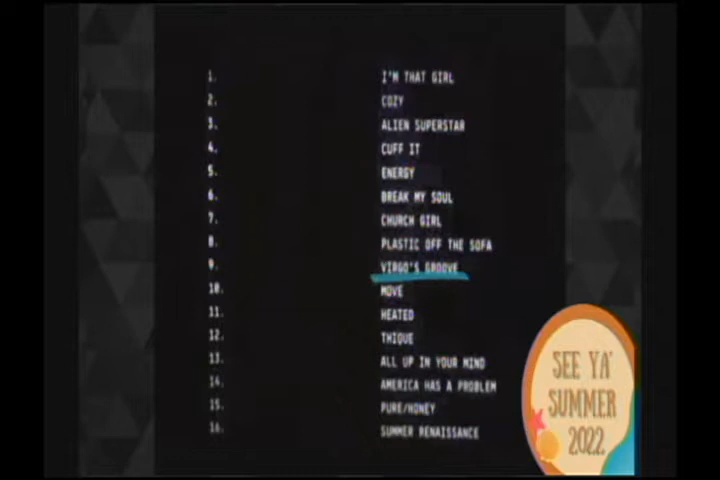 1. I'M THAT GIRL
2. COZY
3. ALIEN SUPERSTAR
4. CUFF IT
5. ENERGY
6. BREAK MY SOUL
7. CHURCH GIRL
8. PLASTIC OFF THE SOFA
9. VIRGO'S GROOVE
10. MOVE
11. HEATED
12. THIQUE
13. ALL UP IN YOUR MIND
14. AMERICA HAS A PROBLEM
15. PURE/HONEY
16. SUMMER RENAISSANCE
SEE YA'
SUMMER
2022